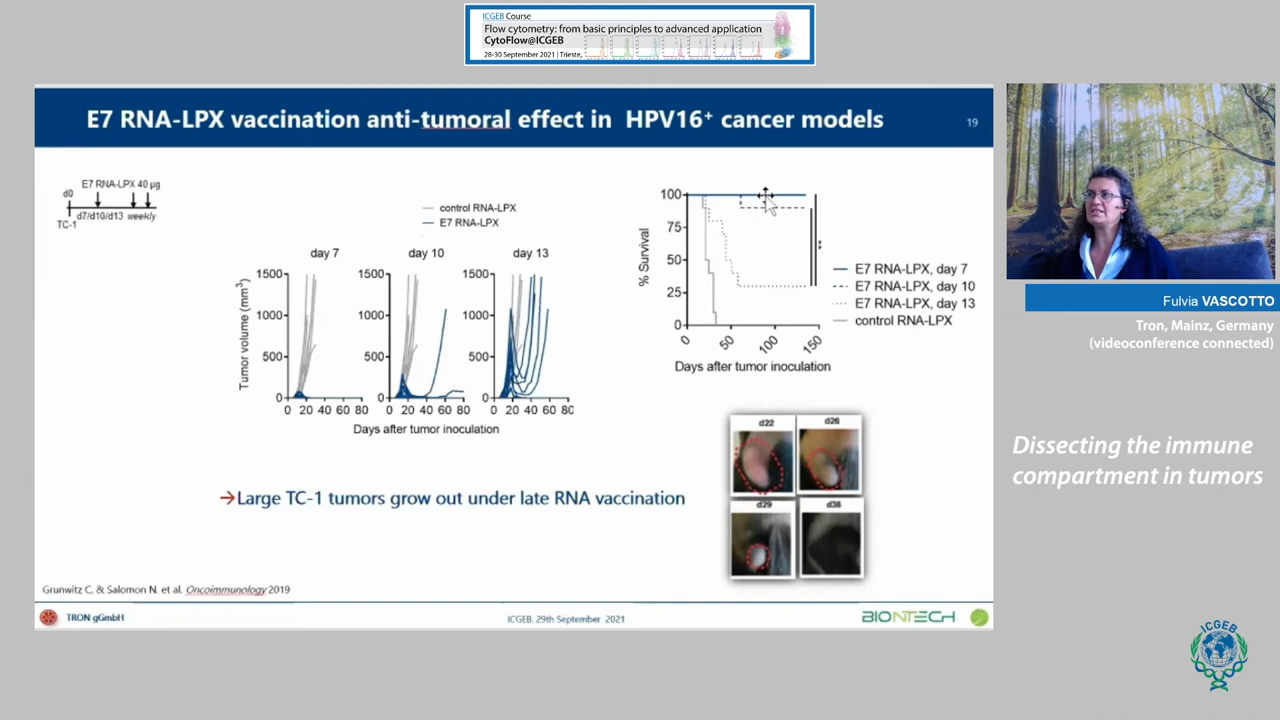 ICGEB Course
Flow cytometry: from basic principles to advanced application
CytoFlow@ICGEB
28-30 September 2021 | Trieste,
E7 RNA-LPX vaccination anti-tumoral effect in HPV16+ cancer models
19
E7 RNA-LPX 40 µg
d0
d7/d10/d13 weekly
TC-1
control RNA-LPX
E7 RNA-LPX
day 7
day 10
day 13
Tumor volume (mm³)
1500
1000
500
0
1500
1000
500
0
1500
1000
500
0
0 20 40 60 80
0 20 40 60 80
0 20 40 60 80
Days after tumor inoculation
% Survival
100
75
50
25
0
0
50
100
150
Days after tumor inoculation
**
E7 RNA-LPX, day 7
E7 RNA-LPX, day 10
E7 RNA-LPX, day 13
control RNA-LPX
d22
d26
d29
d36
→Large TC-1 tumors grow out under late RNA vaccination
Grunwitz C. & Salomon N. et al. Oncoimmunology 2019
TRON gGmbH
ICGEB, 29th September 2021
BIONTECH
Fulvia VASCOTTO
Tron, Mainz, Germany
(videoconference connected)
Dissecting the immune
compartment in tumors
ICGEB